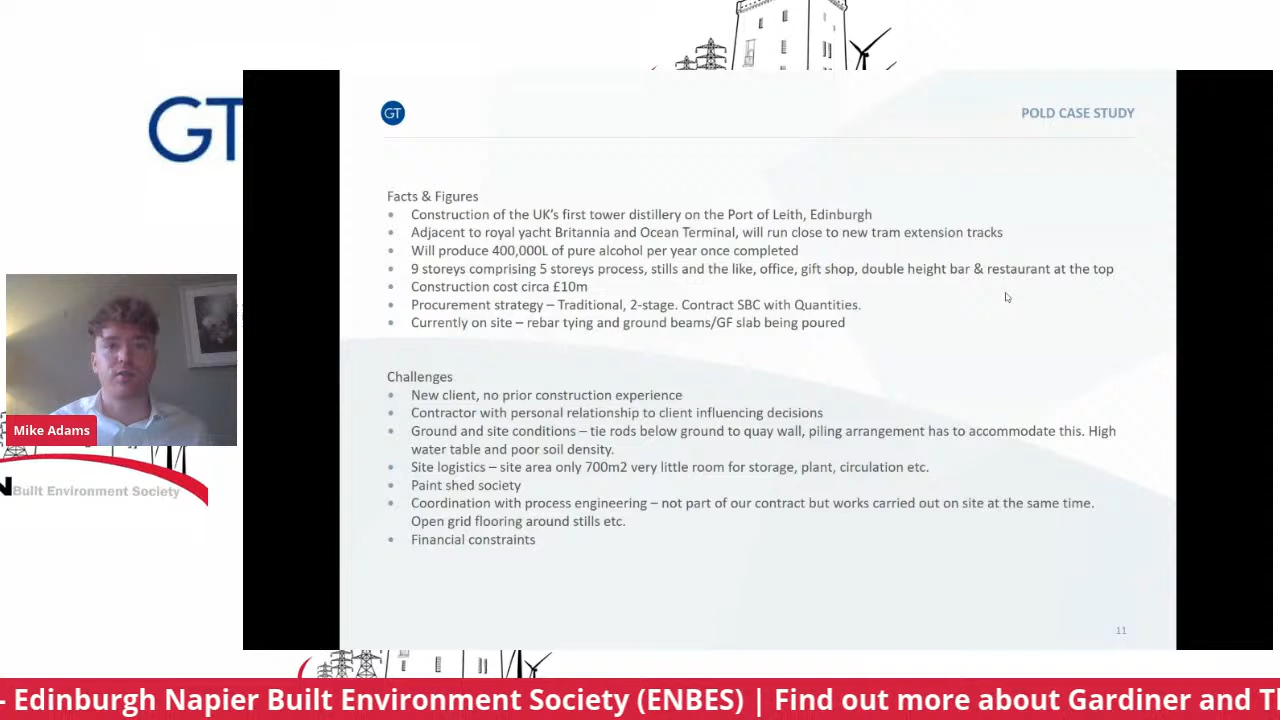 GT
GT
POLD CASE STUDY
Facts & Figures
• Construction of the UK's first tower distillery on the Port of Leith, Edinburgh
• Adjacent to royal yacht Britannia and Ocean Terminal, will run close to new tram extension tracks
• Will produce 400,000L of pure alcohol per year once completed
• 9 storeys comprising 5 storeys process, stills and the like, office, gift shop, double height bar & restaurant at the top
• Construction cost circa £10m
• Procurement strategy – Traditional, 2-stage. Contract SBC with Quantities.
• Currently on site – rebar tying and ground beams/GF slab being poured
Challenges
• New client, no prior construction experience
• Contractor with personal relationship to client influencing decisions
• Ground and site conditions – tie rods below ground to quay wall, piling arrangement has to accommodate this. High
water table and poor soil density.
• Site logistics – site area only 700m2 very little room for storage, plant, circulation etc.
• Paint shed society
• Coordination with process engineering – not part of our contract but works carried out on site at the same time.
Open grid flooring around stills etc.
• Financial constraints
11
Mike Adams
N Built Environment Society
- Edinburgh Napier Built Environment Society (ENBES) | Find out more about Gardiner and T